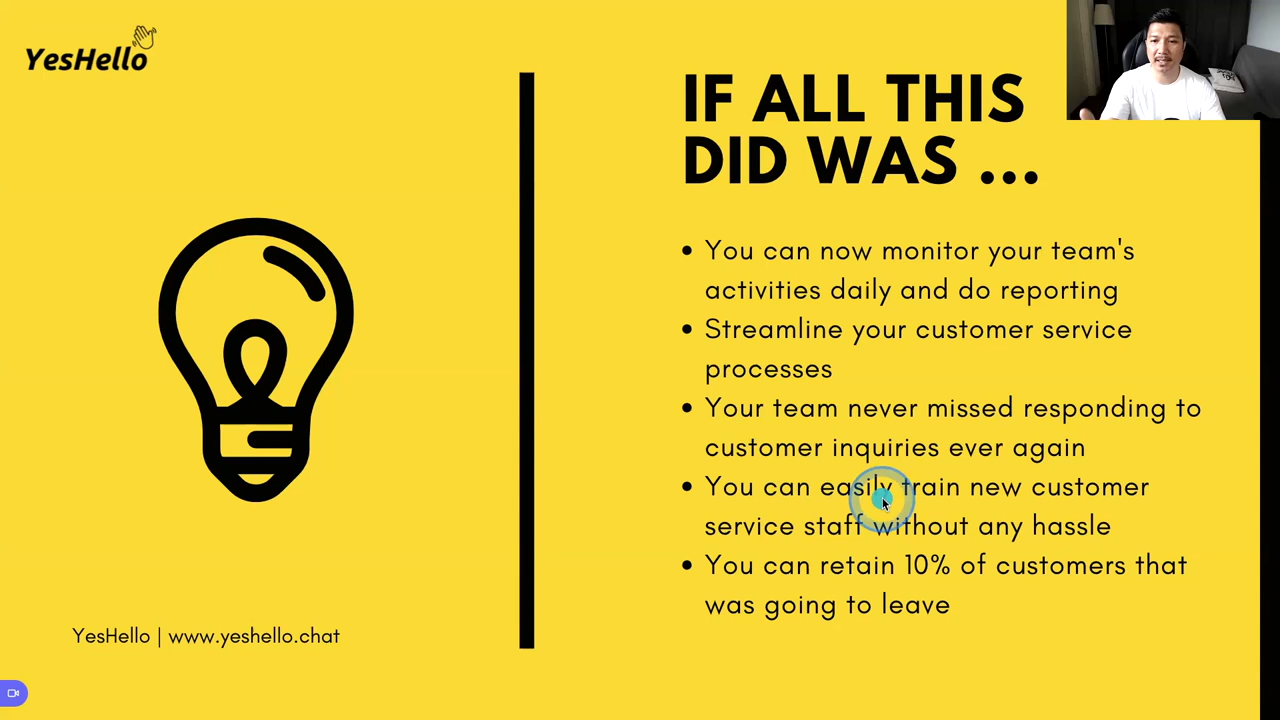 YesHello
IF ALL THIS
DID WAS ...
• You can now monitor your team's
activities daily and do reporting
• Streamline your customer service
processes
• Your team never missed responding to
customer inquiries ever again
• You can easily train new customer
service staff without any hassle
• You can retain 10% of customers that
was going to leave
YesHello | www.yeshello.chat